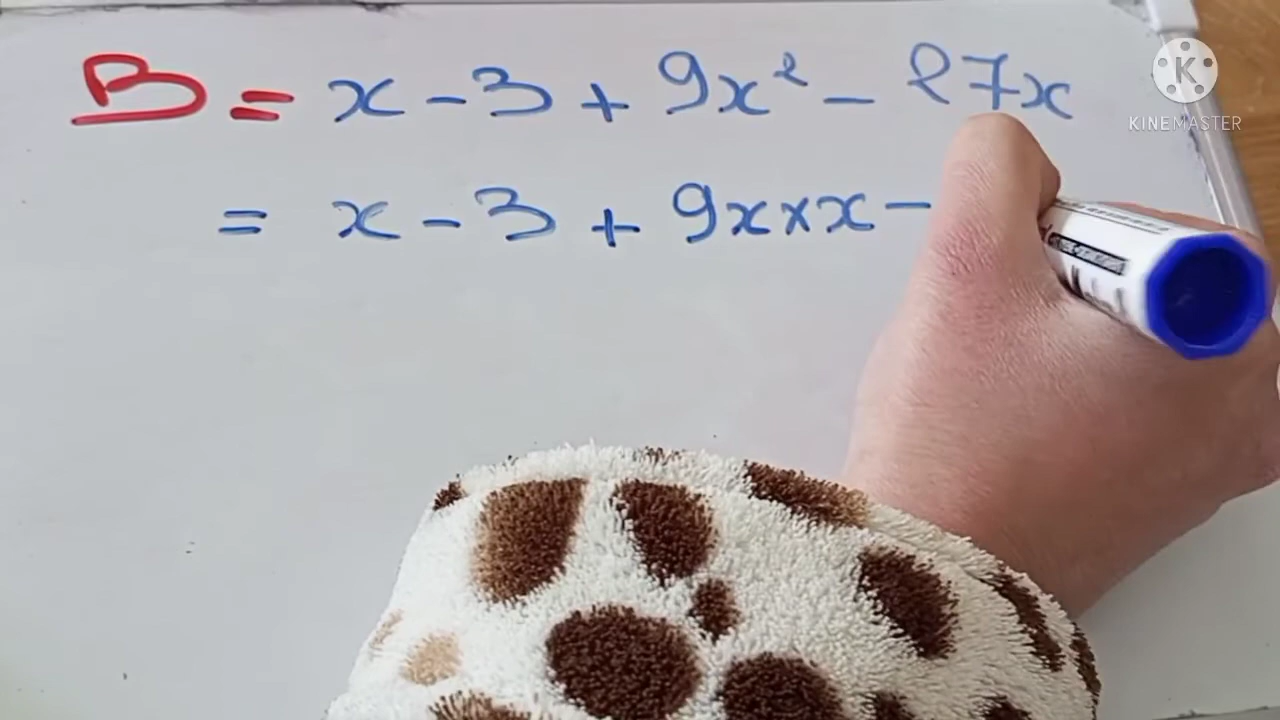 B = x - 3 + 9x² - 27x
= x - 3 + 9x × x -
K
KINEMASTER